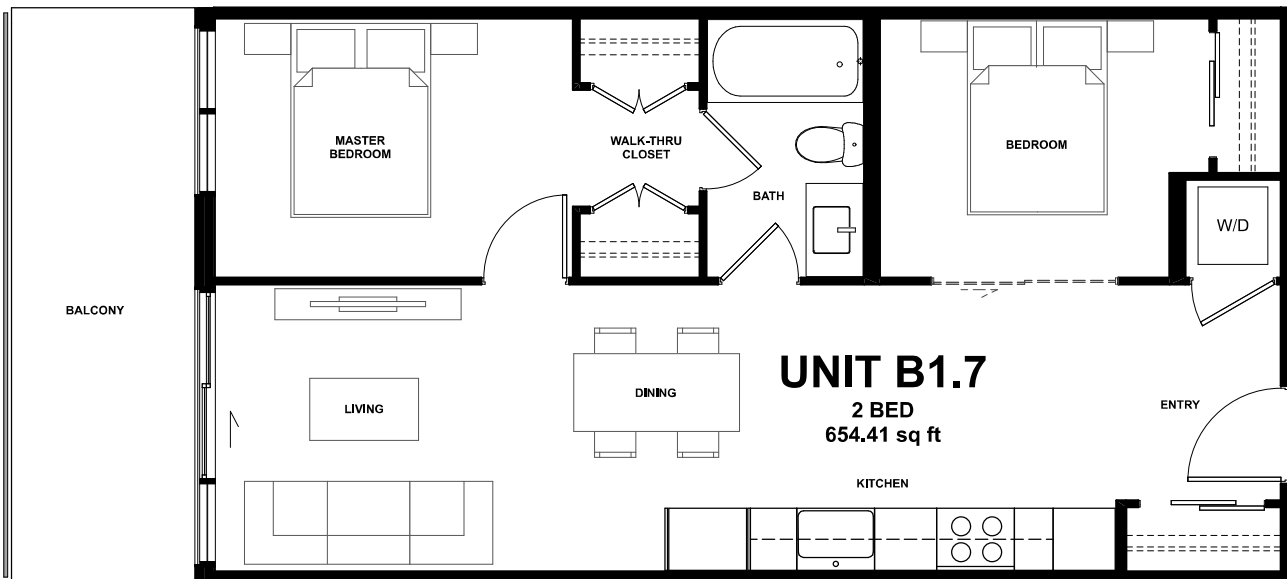 MASTER
BEDROOM
WALK-THRU
CLOSET
BATH
BEDROOM
W/D
BALCONY
LIVING
DINING
UNIT B1.7
2 BED
654.41 sq ft
ENTRY
KITCHEN